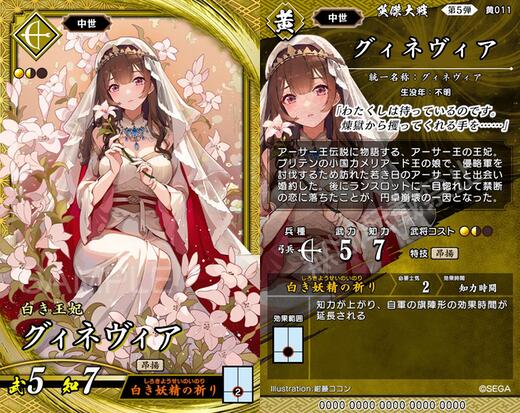 中世
白き王妃
グィネヴィア
昂揚
武5 知7
しろきようせいのいのり
白き妖精の祈り
2
黄
中世
英傑大戦
第5弾
黄011
グィネヴィア
統一名称:グィネヴィア
生没年:不明
「わたくしは待っているのです。
煉獄から攫ってくれる手を……」
アーサー王伝説に物語する、アーサー王の王妃。
ブリテンの小国カメリアード王の娘で、侵略軍を
討伐するため訪れた若き日のアーサー王と出会い
婚約した。後にランスロットに一目惚れして禁断
の恋に落ちたことが、円卓崩壊の一因となった。
兵種 武力 知力 武将コスト
弓兵 5 7
特技 昂揚
しろきようせいのいのり
白き妖精の祈り
必要士気
2
効果時間
知力時間
効果範囲
知力が上がり、自軍の旗陣形の効果時間が
延長される
Illustration:紺藤ココン
©SEGA
0000 0000 0000 0000 0000